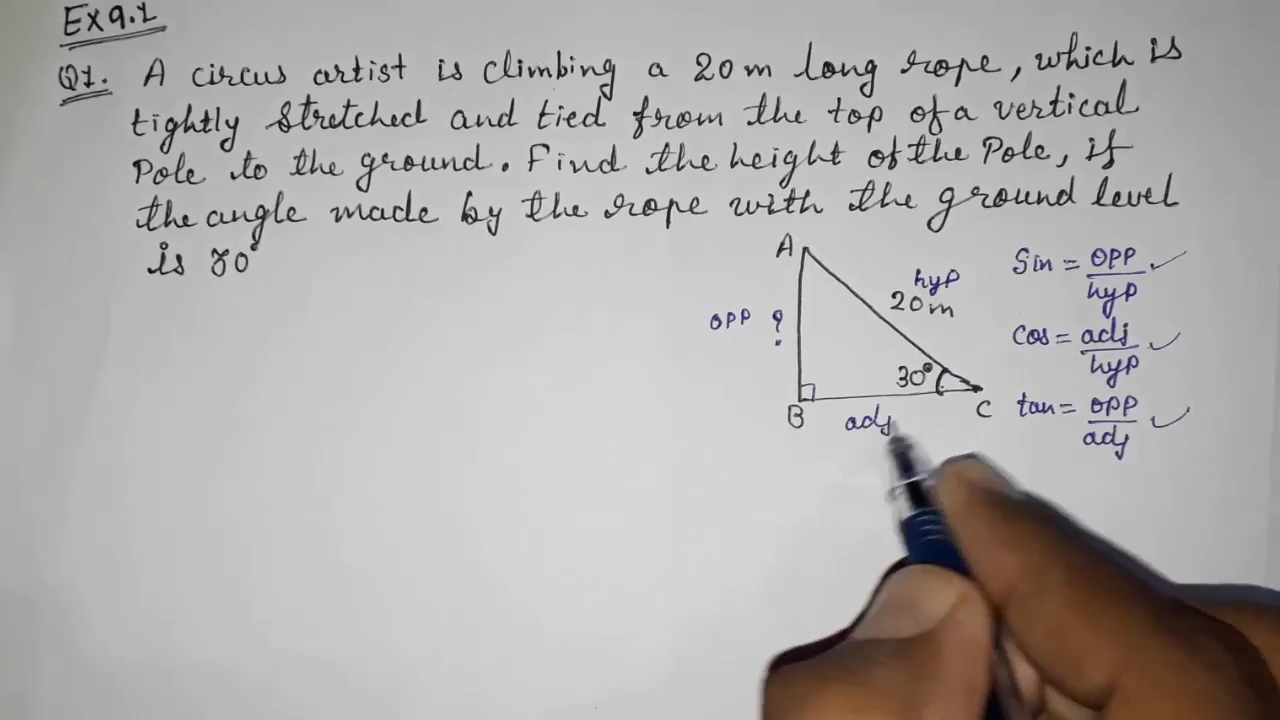 Ex 9.1
Q1. A circus artist is climbing a 20m long rope, which is
tightly stretched and tied from the top of a vertical
Pole to the ground. Find the height of the Pole, if
the angle made by the rope with the ground level
is 30°
A
hyp
20m
opp ?
30°
B
adj
C
Sin = opp
hyp
Cos = adj
hyp
tan = opp
adj